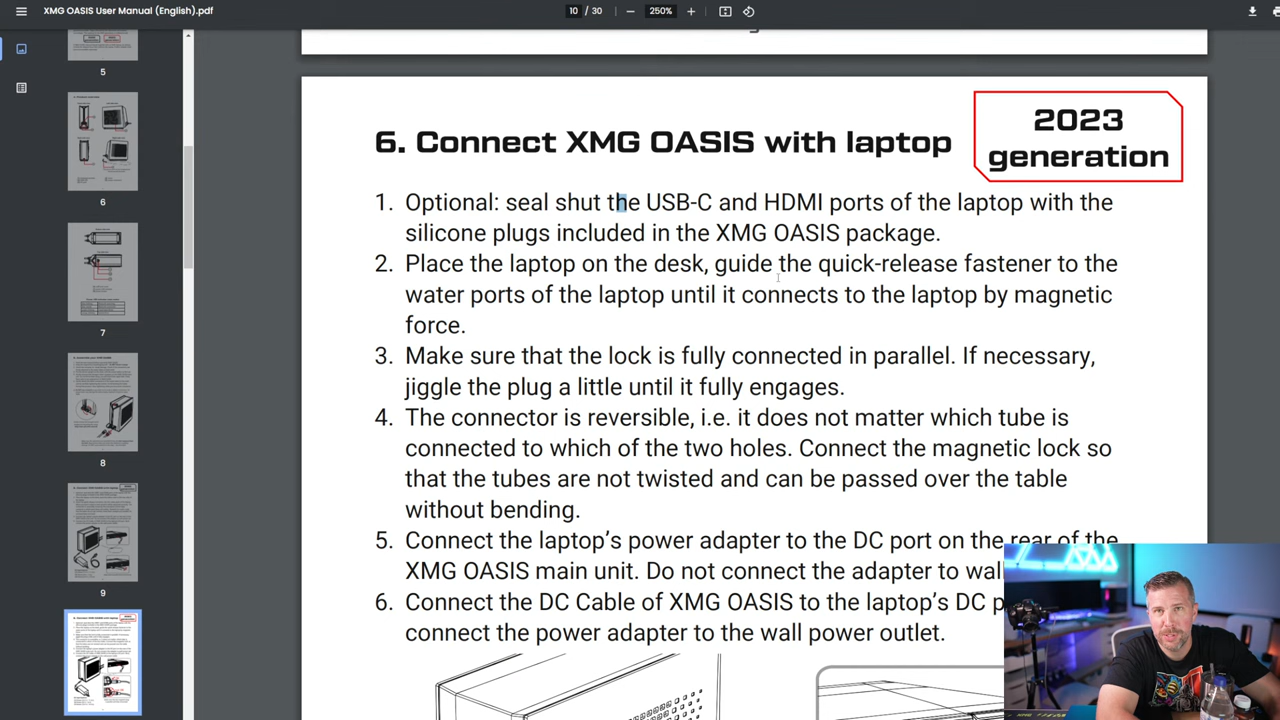 XMG OASIS User Manual (English).pdf
10 / 30
250%
5
6
7
8
9
6. Connect XMG OASIS with laptop
2023
generation
1. Optional: seal shut the USB-C and HDMI ports of the laptop with the
silicone plugs included in the XMG OASIS package.
2. Place the laptop on the desk, guide the quick-release fastener to the
water ports of the laptop until it connects to the laptop by magnetic
force.
3. Make sure that the lock is fully connected in parallel. If necessary,
jiggle the plug a little until it fully engages.
4. The connector is reversible, i.e. it does not matter which tube is
connected to which of the two holes. Connect the magnetic lock so
that the tubes are not twisted and can be passed over the table
without bending.
5. Connect the laptop's power adapter to the DC port on the rear of the
XMG OASIS main unit. Do not connect the adapter to
6. Connect the DC Cable of XMG OASIS to the laptop's DC
connect the power adapter to the wall power outlet.